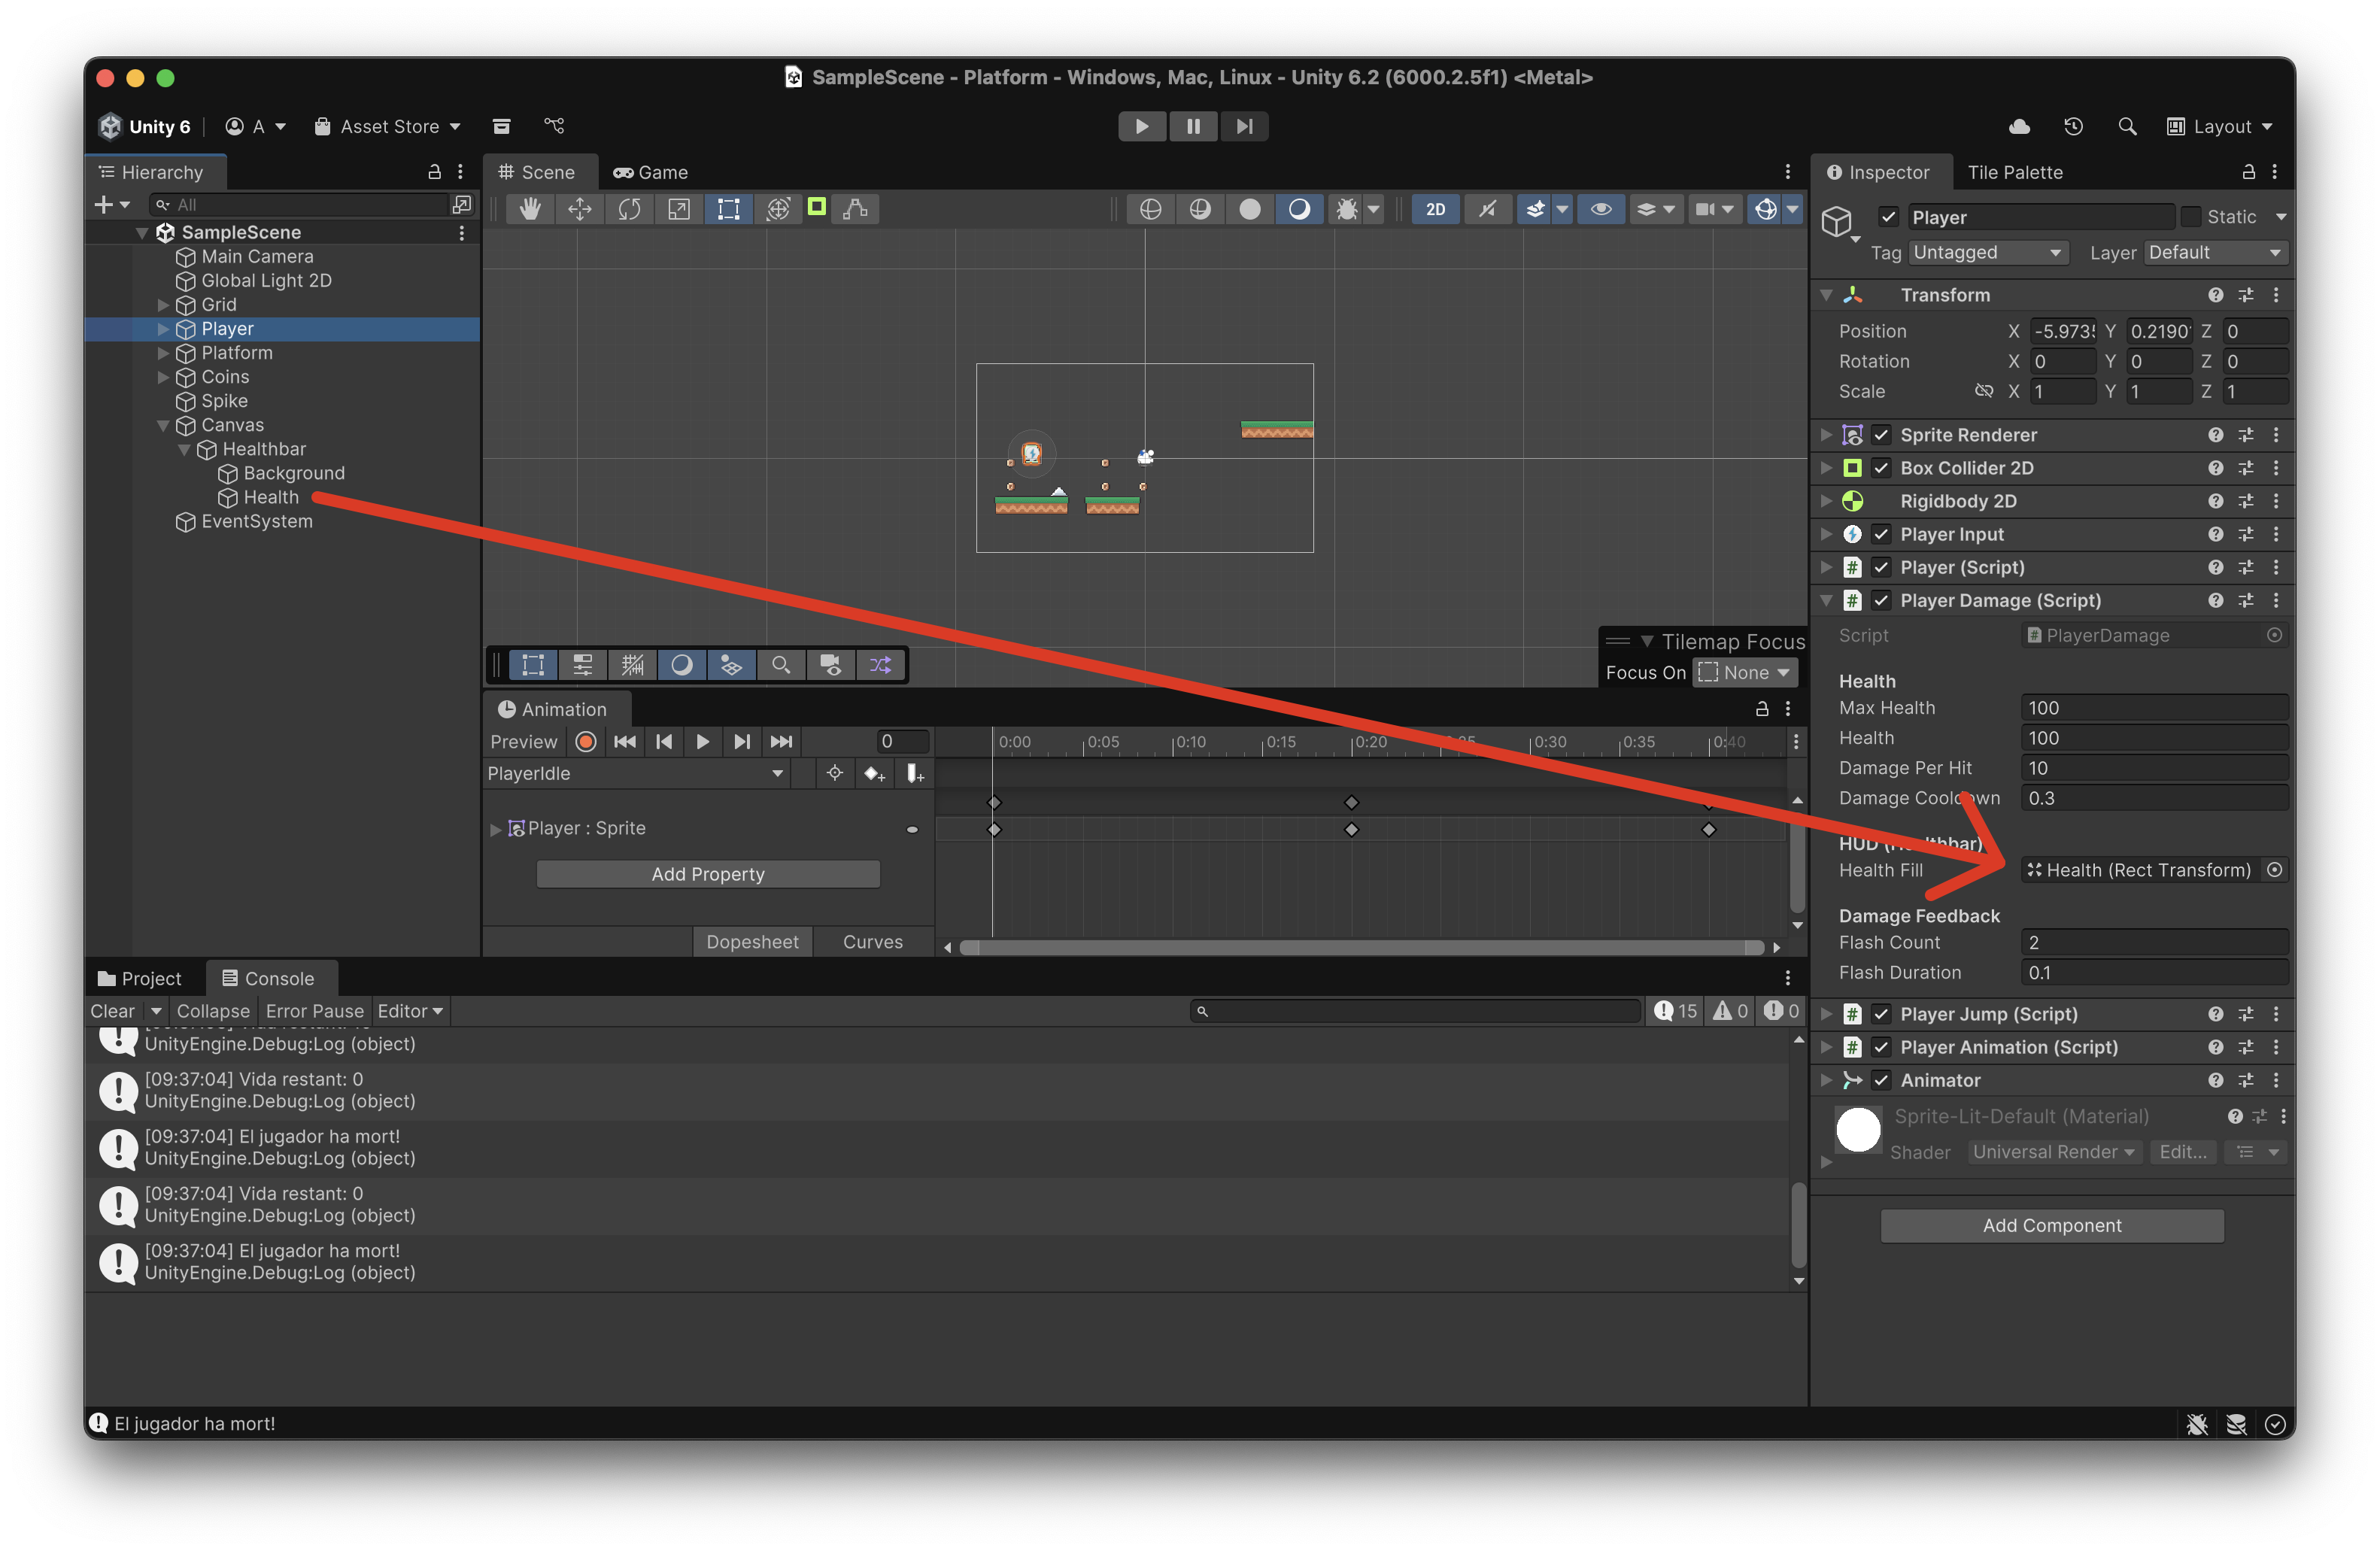 SampleScene - Platform - Windows, Mac, Linux - Unity 6.2 (6000.2.5f1) <Metal>
Unity 6
A
Asset Store
Layout
Hierarchy
All
SampleScene
Main Camera
Global Light 2D
Grid
Player
Platform
Coins
Spike
Canvas
Healthbar
Background
Health
EventSystem
Scene
Game
2D
Tilemap Focus
Focus On
None
Animation
Preview
0
0:00
0:05
0:10
0:15
0:20
0:30
0:35
0:40
PlayerIdle
Player : Sprite
Add Property
Dopesheet
Curves
Project
Console
Clear
Collapse
Error Pause
Editor
15
0
0
UnityEngine.Debug:Log (object)
[09:37:04] Vida restant: 0
UnityEngine.Debug:Log (object)
[09:37:04] El jugador ha mort!
UnityEngine.Debug:Log (object)
[09:37:04] Vida restant: 0
UnityEngine.Debug:Log (object)
[09:37:04] El jugador ha mort!
UnityEngine.Debug:Log (object)
El jugador ha mort!
Inspector
Tile Palette
Player
Static
Tag
Untagged
Layer
Default
Transform
Position X -5.973 Y 0.2190 Z 0
Rotation X 0 Y 0 Z 0
Scale X 1 Y 1 Z 1
Sprite Renderer
Box Collider 2D
Rigidbody 2D
Player Input
Player (Script)
Player Damage (Script)
Script PlayerDamage
Health
Max Health 100
Health 100
Damage Per Hit 10
Damage Cooldown 0.3
HUD (Healthbar)
Health Fill Health (Rect Transform)
Damage Feedback
Flash Count 2
Flash Duration 0.1
Player Jump (Script)
Player Animation (Script)
Animator
Sprite-Lit-Default (Material)
Shader Universal Render Edit...
Add Component